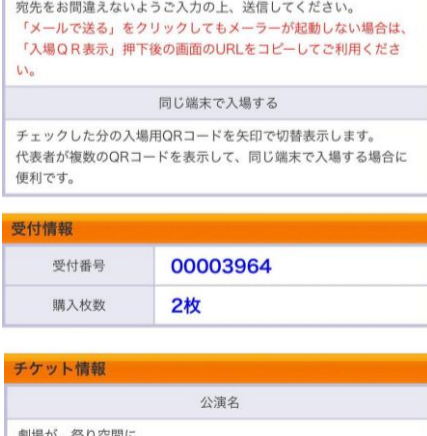 宛先をお間違えないようご入力の上、送信してください。
「メールで送る」をクリックしてもメーラーが起動しない場合は、
「入場ＱＲ表示」押下後の画面のURLをコピーしてご利用くださ
い。
同じ端末で入場する
チェックした分の入場用QRコードを矢印で切替表示します。
代表者が複数のQRコードを表示して、同じ端末で入場する場合に
便利です。
受付情報
受付番号 00003964
購入枚数 2枚
チケット情報
公演名
劇場が、祭り空間に